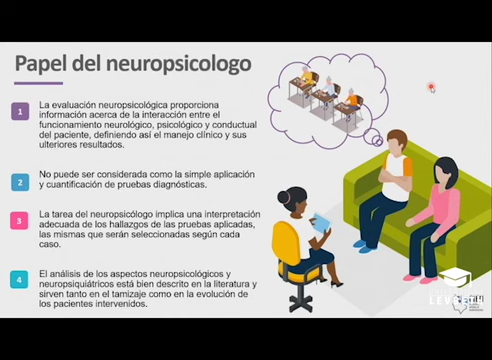 Papel del neuropsicologo
1
La evaluación neuropsicológica proporciona
información acerca de la interacción entre el
funcionamiento neurológico, psicológico y conductual
del paciente, definiendo así el manejo clínico y sus
ulteriores resultados.
2
No puede ser considerada como la simple aplicación
y cuantificación de pruebas diagnósticas.
3
La tarea del neuropsicólogo implica una interpretación
adecuada de los hallazgos de las pruebas aplicadas,
las mismas que serán seleccionadas según cada
caso.
4
El análisis de los aspectos neuropsicológicos y
neuropsiquiátricos está bien descrito en la literatura y
sirven tanto en el tamizaje como en la evolución de
los pacientes intervenidos.